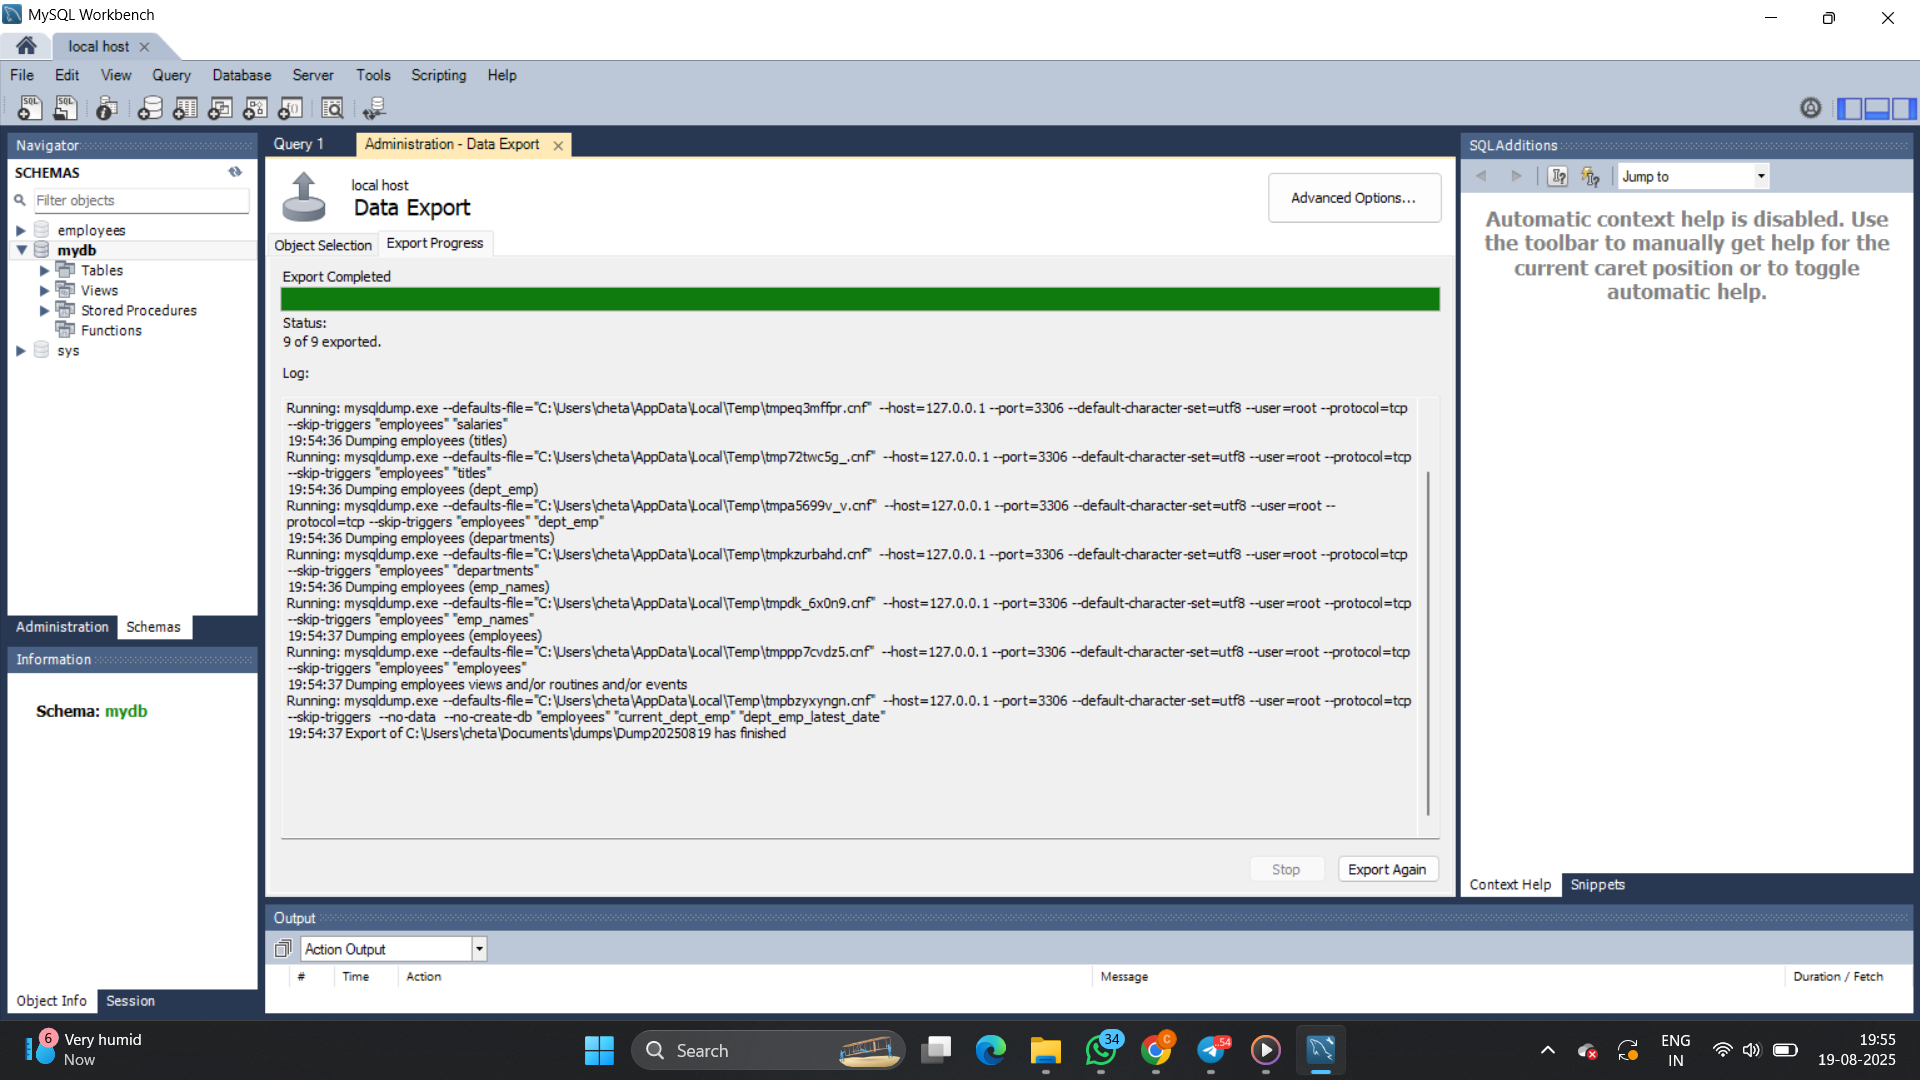 MySQL Workbench
local host
File Edit View Query Database Server Tools Scripting Help
Navigator
SCHEMAS
Filter objects
employees
mydb
Tables
Views
Stored Procedures
Functions
sys
Administration Schemas
Information
Schema: mydb
Object Info Session
Query 1 Administration - Data Export
local host
Data Export
Advanced Options...
Object Selection Export Progress
Export Completed
Status:
9 of 9 exported.
Log:
Running: mysqldump.exe --defaults-file="C:\Users\cheta\AppData\Local\Temp\tmpeq3mffpr.cnf" --host=127.0.0.1 --port=3306 --default-character-set=utf8 --user=root --protocol=tcp
--skip-triggers "employees" "salaries"
19:54:36 Dumping employees (titles)
Running: mysqldump.exe --defaults-file="C:\Users\cheta\AppData\Local\Temp\tmp72twc5g_.cnf" --host=127.0.0.1 --port=3306 --default-character-set=utf8 --user=root --protocol=tcp
--skip-triggers "employees" "titles"
19:54:36 Dumping employees (dept_emp)
Running: mysqldump.exe --defaults-file="C:\Users\cheta\AppData\Local\Temp\tmpa5699v_v.cnf" --host=127.0.0.1 --port=3306 --default-character-set=utf8 --user=root --
protocol=tcp --skip-triggers "employees" "dept_emp"
19:54:36 Dumping employees (departments)
Running: mysqldump.exe --defaults-file="C:\Users\cheta\AppData\Local\Temp\tmpkzurbahd.cnf" --host=127.0.0.1 --port=3306 --default-character-set=utf8 --user=root --protocol=tcp
--skip-triggers "employees" "departments"
19:54:36 Dumping employees (emp_names)
Running: mysqldump.exe --defaults-file="C:\Users\cheta\AppData\Local\Temp\tmpdk_6x0n9.cnf" --host=127.0.0.1 --port=3306 --default-character-set=utf8 --user=root --protocol=tcp
--skip-triggers "employees" "emp_names"
19:54:37 Dumping employees (employees)
Running: mysqldump.exe --defaults-file="C:\Users\cheta\AppData\Local\Temp\tmppp7cvdz5.cnf" --host=127.0.0.1 --port=3306 --default-character-set=utf8 --user=root --protocol=tcp
--skip-triggers "employees" "employees"
19:54:37 Dumping employees views and/or routines and/or events
Running: mysqldump.exe --defaults-file="C:\Users\cheta\AppData\Local\Temp\tmpbzyxyngn.cnf" --host=127.0.0.1 --port=3306 --default-character-set=utf8 --user=root --protocol=tcp
--skip-triggers --no-data --no-create-db "employees" "current_dept_emp" "dept_emp_latest_date"
19:54:37 Export of C:\Users\cheta\Documents\dumps\Dump20250819 has finished
Stop Export Again
SQLAdditions
Jump to
Automatic context help is disabled. Use
the toolbar to manually get help for the
current caret position or to toggle
automatic help.
Context Help Snippets
Output
Action Output
# Time Action Message Duration / Fetch
6 Very humid
Now
Search
34
C
54
ENG
IN
19:55
19-08-2025